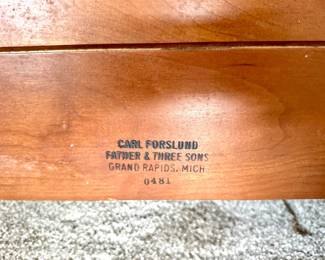 CARL FORSLUND
FATHER & THREE SONS
GRAND RAPIDS, MICH
0481